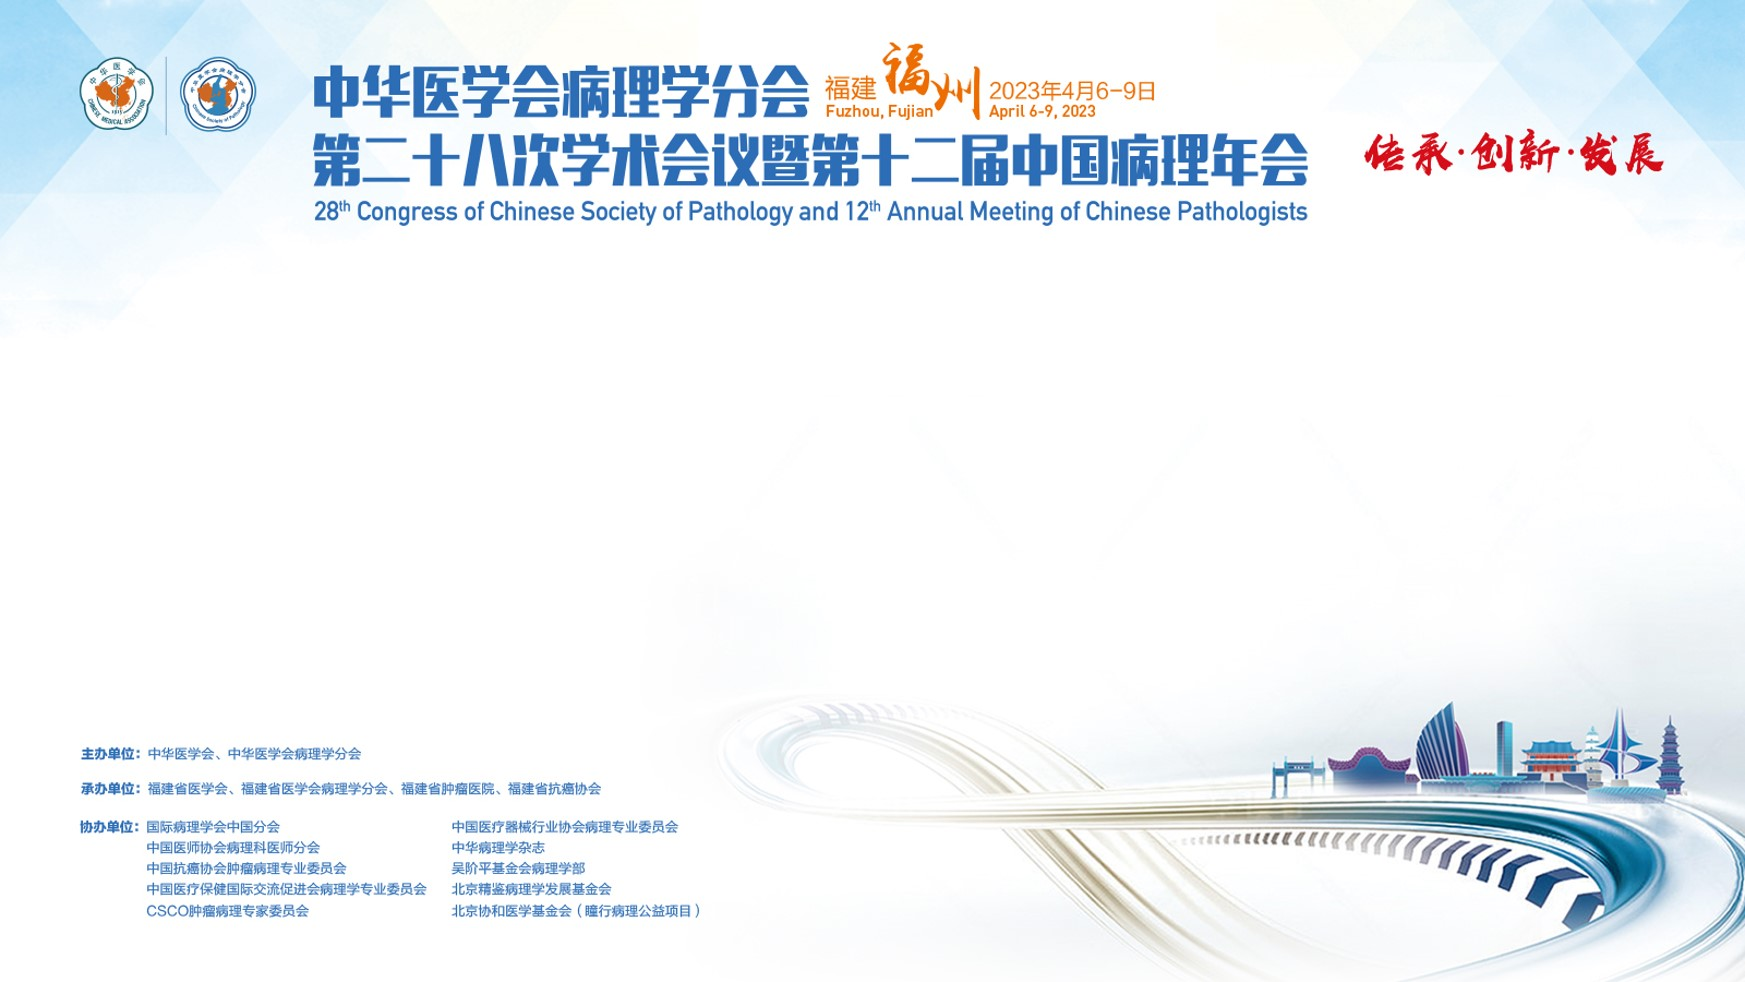 中华医学会
CHINESE MEDICAL ASSOCIATION
Chinese Society of Pathology
中华医学会病理学分会
福建 福州 2023年4月6-9日
Fuzhou, Fujian April 6-9, 2023
第二十八次学术会议暨第十二届中国病理年会
传承·创新·发展
28th Congress of Chinese Society of Pathology and 12th Annual Meeting of Chinese Pathologists
主办单位：中华医学会、中华医学会病理学分会
承办单位：福建省医学会、福建省医学会病理学分会、福建省肿瘤医院、福建省抗癌协会
协办单位：国际病理学会中国分会 中国医疗器械行业协会病理专业委员会
中国医师协会病理科医师分会 中华病理学杂志
中国抗癌协会肿瘤病理专业委员会 吴阶平基金会病理学部
中国医疗保健国际交流促进会病理学专业委员会 北京精鉴病理学发展基金会
CSCO肿瘤病理专家委员会 北京协和医学基金会（瞳行病理公益项目）